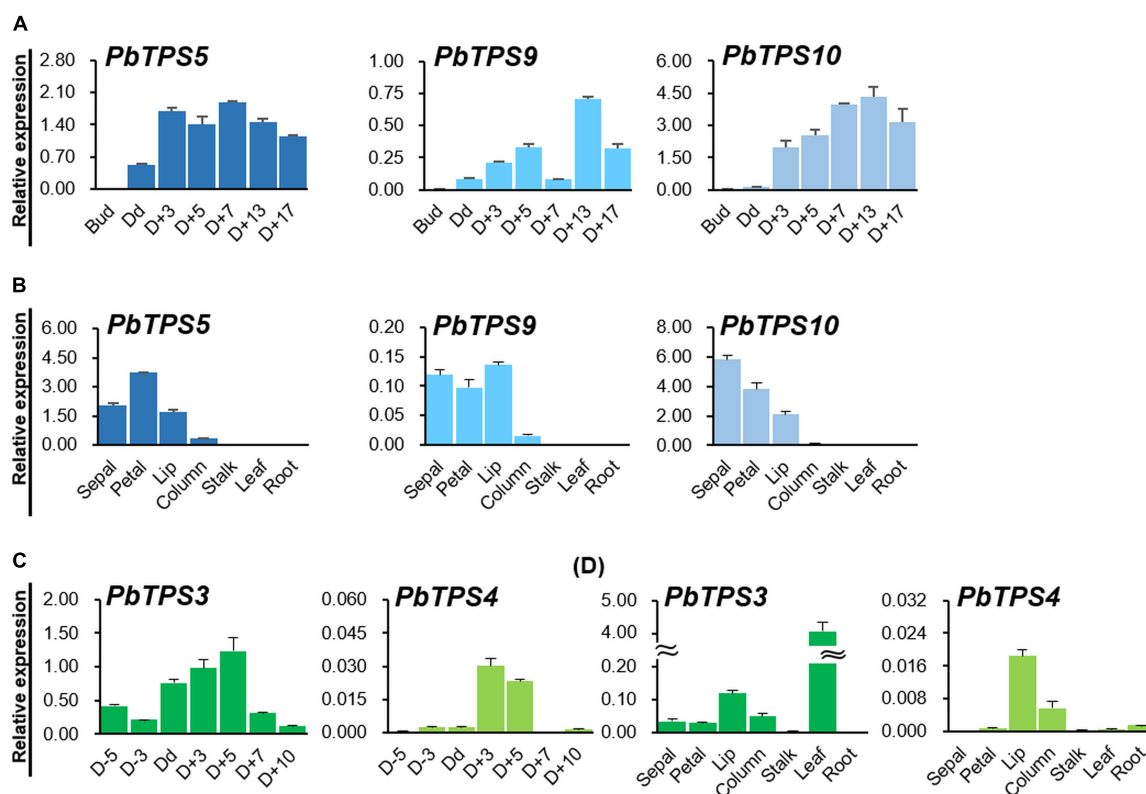 A
PbTPS5
PbTPS9
PbTPS10
Relative expression
2.80
2.10
1.40
0.70
0.00
Bud
Dd
D+3
D+5
D+7
D+13
D+17
1.00
0.75
0.50
0.25
0.00
Bud
Dd
D+3
D+5
D+7
D+13
D+17
6.00
4.50
3.00
1.50
0.00
Bud
Dd
D+3
D+5
D+7
D+13
D+17
B
PbTPS5
PbTPS9
PbTPS10
Relative expression
6.00
4.50
3.00
1.50
0.00
Sepal
Petal
Lip
Column
Stalk
Leaf
Root
0.20
0.15
0.10
0.05
0.00
Sepal
Petal
Lip
Column
Stalk
Leaf
Root
8.00
6.00
4.00
2.00
0.00
Sepal
Petal
Lip
Column
Stalk
Leaf
Root
C
(D)
PbTPS3
PbTPS4
PbTPS3
PbTPS4
Relative expression
2.00
1.50
1.00
0.50
0.00
D-5
D-3
Dd
D+3
D+5
D+7
D+10
0.060
0.045
0.030
0.015
0.000
D-5
D-3
Dd
D+3
D+5
D+7
D+10
5.00
4.00
0.20
0.10
0.00
Sepal
Petal
Lip
Column
Stalk
Leaf
Root
0.032
0.024
0.016
0.008
0.000
Sepal
Petal
Lip
Column
Stalk
Leaf
Root